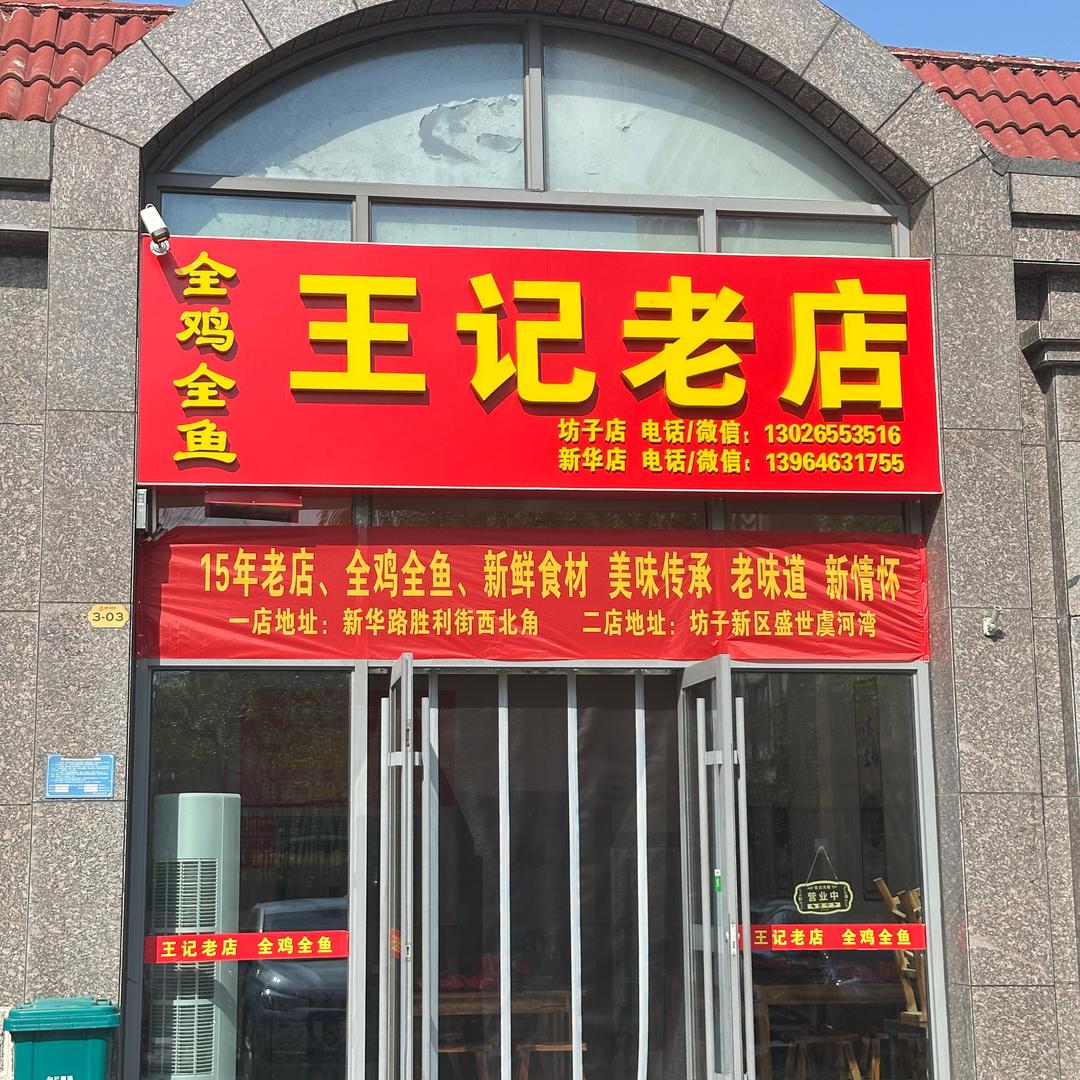 全鸡全鱼
王记老店
坊子店 电话/微信: 13026553516
新华店 电话/微信: 13964631755
15年老店、全鸡全鱼、新鲜食材 美味传承 老味道 新情怀
一店地址：新华路胜利街西北角 二店地址：坊子新区盛世虞河湾
3-03
营业中
王记老店 全鸡全鱼
王记老店 全鸡全鱼